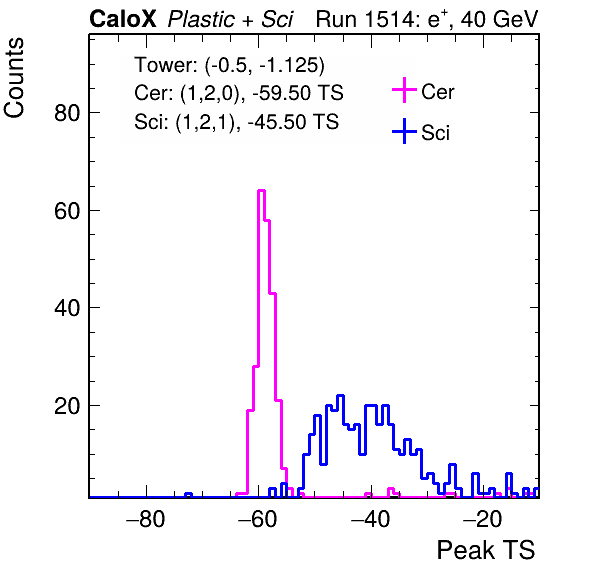 CaloX Plastic + Sci Run 1514: e⁺, 40 GeV
Counts
Tower: (-0.5, -1.125)
Cer: (1,2,0), -59.50 TS
Sci: (1,2,1), -45.50 TS
Cer
Sci
80
60
40
20
−80 −60 −40 −20
Peak TS